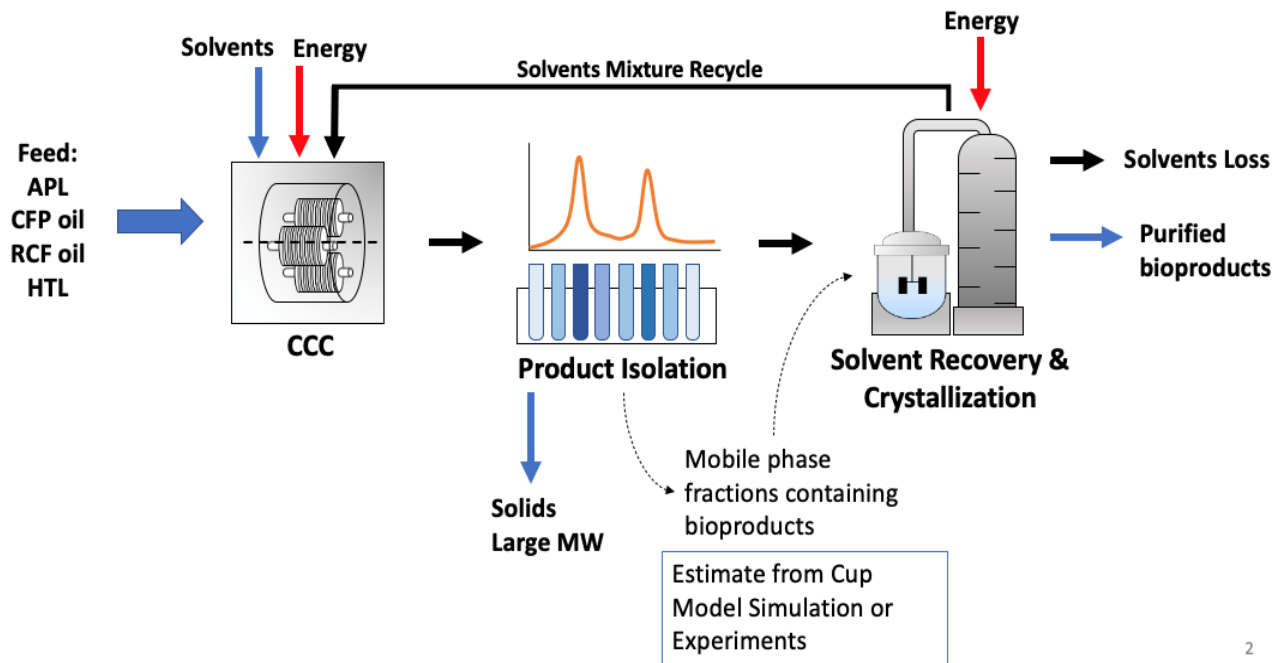 Solvents
Energy
Energy
Solvents Mixture Recycle
Feed:
APL
CFP oil
RCF oil
HTL
CCC
Product Isolation
Solvent Recovery &
Crystallization
Solvents Loss
Purified
bioproducts
Solids
Large MW
Mobile phase
fractions containing
bioproducts
Estimate from Cup
Model Simulation or
Experiments
2